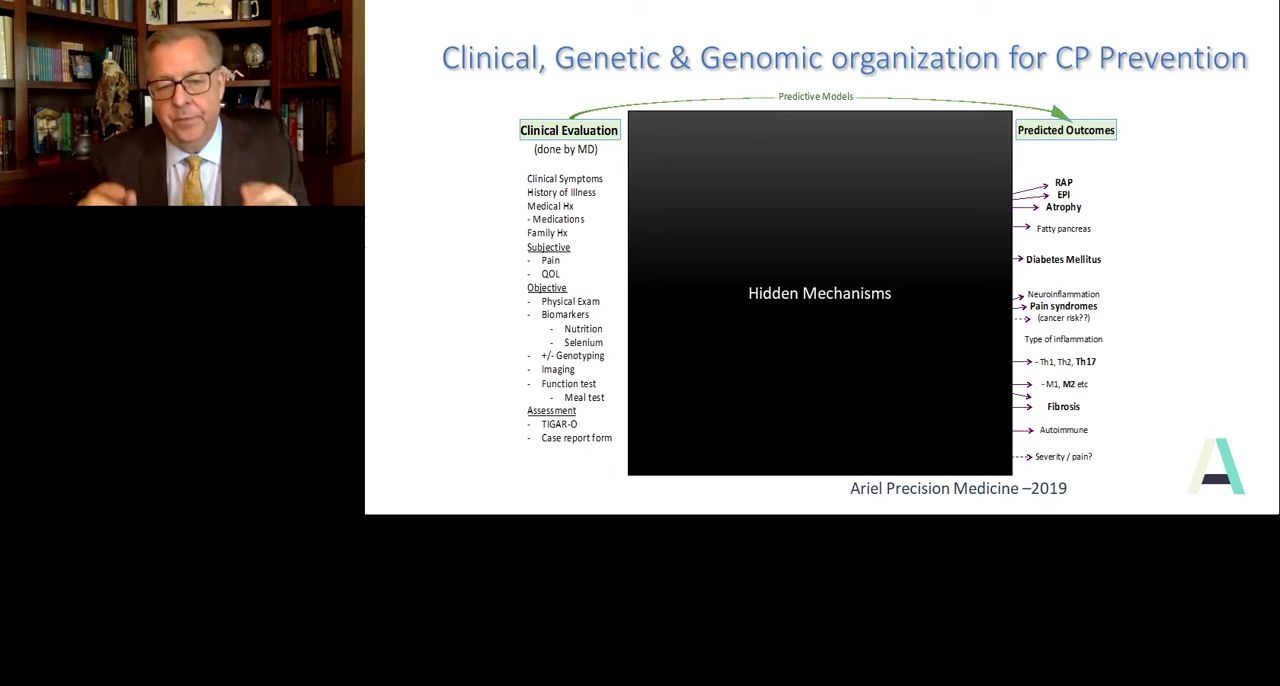 Clinical, Genetic & Genomic organization for CP Prevention
Predictive Models
Clinical Evaluation
(done by MD)
Clinical Symptoms
History of Illness
Medical Hx
- Medications
Family Hx
Subjective
- Pain
- QOL
Objective
- Physical Exam
- Biomarkers
- Nutrition
- Selenium
- +/- Genotyping
- Imaging
- Function test
- Meal test
Assessment
- TIGAR-O
- Case report form
Hidden Mechanisms
Predicted Outcomes
RAP
EPI
Atrophy
Fatty pancreas
Diabetes Mellitus
Neuroinflammation
Pain syndromes
(cancer risk??)
Type of inflammation
- Th1, Th2, Th17
- M1, M2 etc
Fibrosis
Autoimmune
Severity / pain?
Ariel Precision Medicine –2019